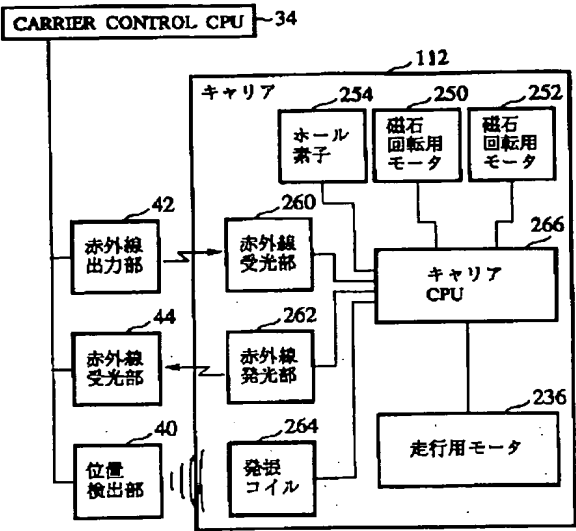 CARRIER CONTROL CPU
34
112
キャリア
254
250
252
ホール
素子
磁石
回転用
モータ
磁石
回転用
モータ
42
260
266
赤外線
出力部
赤外線
受光部
キャリア
CPU
44
262
赤外線
受光部
赤外線
発光部
236
40
264
走行用モータ
位置
検出部
発振
コイル